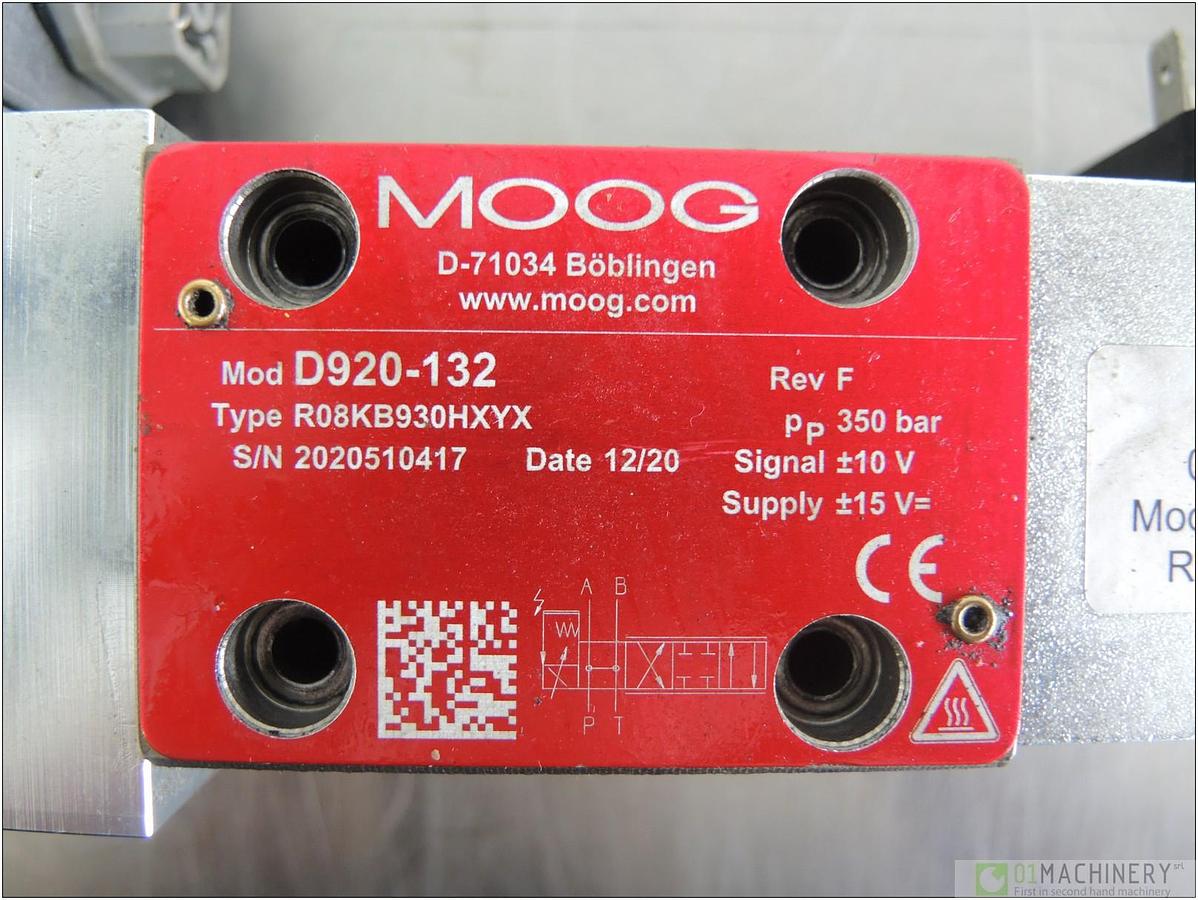 MOOG
D-71034 Böblingen
www.moog.com
Mod D920-132
Rev F
Type R08KB930HXYX
pP 350 bar
S/N 2020510417
Date 12/20
Signal ±10 V
Supply ±15 V=
CE
A B
P T
R
01MACHINERY srl
First in second hand machinery